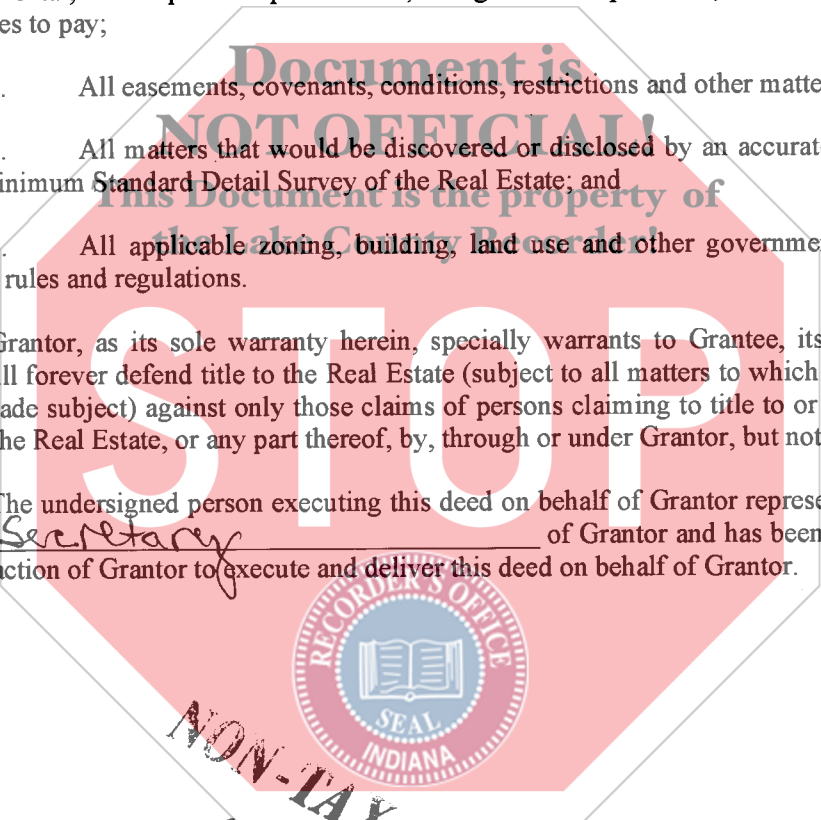 es to pay;
. All easements, covenants, conditions, restrictions and other matte
. All matters that would be discovered or disclosed by an accurat
inimum Standard Detail Survey of the Real Estate; and
. All applicable zoning, building, land use and other governme
rules and regulations.
Grantor, as its sole warranty herein, specially warrants to Grantee, its
ll forever defend title to the Real Estate (subject to all matters to which
ade subject) against only those claims of persons claiming to title to or
he Real Estate, or any part thereof, by, through or under Grantor, but not
The undersigned person executing this deed on behalf of Grantor represe
Secretary of Grantor and has been
action of Grantor to execute and deliver this deed on behalf of Grantor.
Document is
NOT OFFICIAL!
This Document is the property of
the Lake County Recorder!
STOP
RECORDER'S OFFICE
SEAL
INDIANA
NON-TAX